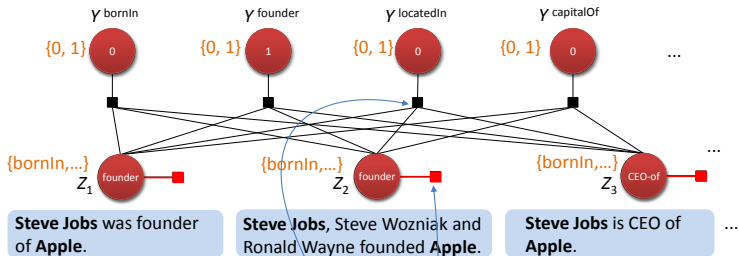 Y bornIn Y founder Y locatedIn Y capitalOf
{0, 1} 0 {0, 1} 1 {0, 1} 0 {0, 1} 0 ...
{bornIn,...} founder {bornIn,...} founder {bornIn,...} CEO-of ...
Z1 Z2 Z3
Steve Jobs was founder
of Apple.
Steve Jobs, Steve Wozniak and
Ronald Wayne founded Apple.
Steve Jobs is CEO of
Apple.
...